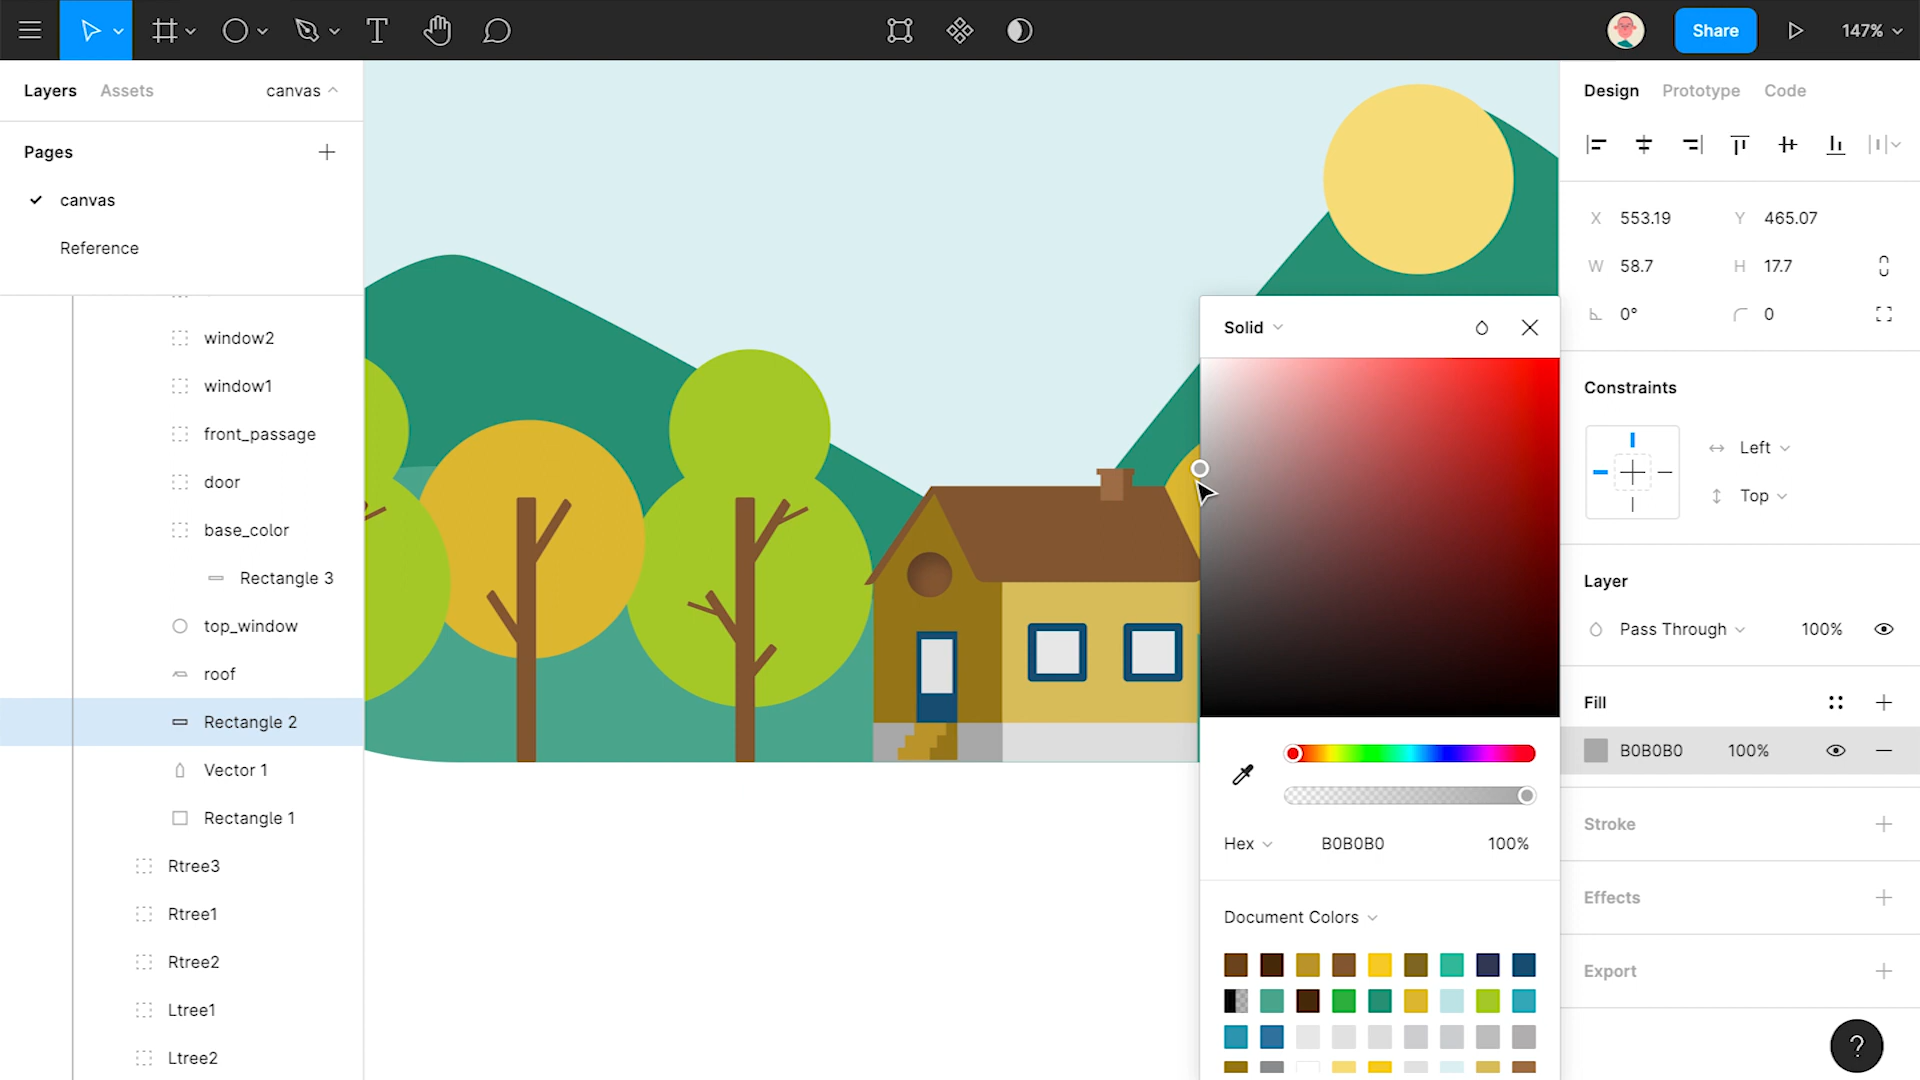 Share
147%
Layers Assets canvas
Pages
canvas
Reference
window2
window1
front_passage
door
base_color
Rectangle 3
top_window
roof
Rectangle 2
Vector 1
Rectangle 1
Rtree3
Rtree1
Rtree2
Ltree1
Ltree2
Solid
Hex B0B0B0 100%
Document Colors
Design Prototype Code
X 553.19 Y 465.07
W 58.7 H 17.7
0° 0
Constraints
Left
Top
Layer
Pass Through 100%
Fill
B0B0B0 100%
Stroke
Effects
Export
?